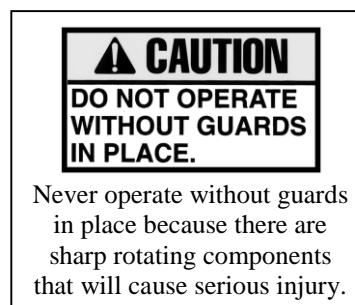 CAUTION
DO NOT OPERATE
WITHOUT GUARDS
IN PLACE.
Never operate without guards
in place because there are
sharp rotating components
that will cause serious injury.